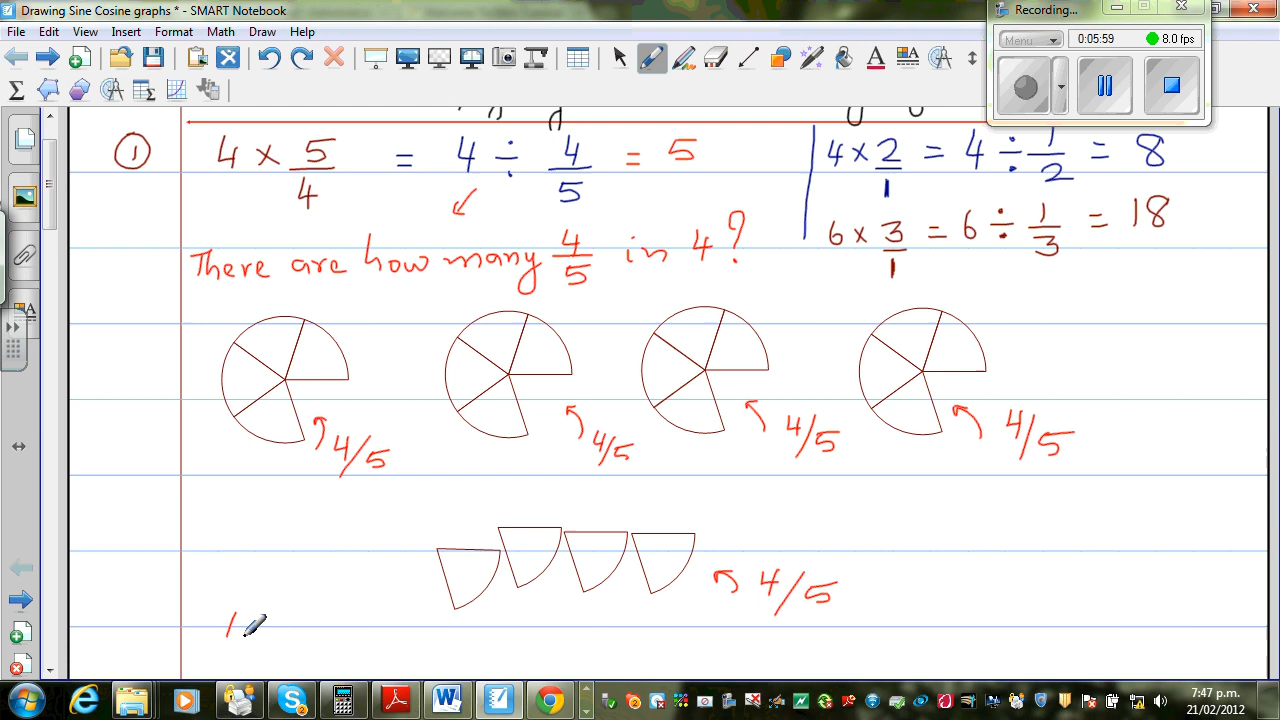 Drawing Sine Cosine graphs * - SMART Notebook
Recording...
File Edit View Insert Format Math Draw Help
Menu 0:05:59 8.0 fps
① 4 × 5/4 = 4 ÷ 4/5 = 5
4 × 2/1 = 4 ÷ 1/2 = 8
6 × 3/1 = 6 ÷ 1/3 = 18
There are how many 4/5 in 4?
4/5 4/5 4/5 4/5
4/5
7:47 p.m.
21/02/2012